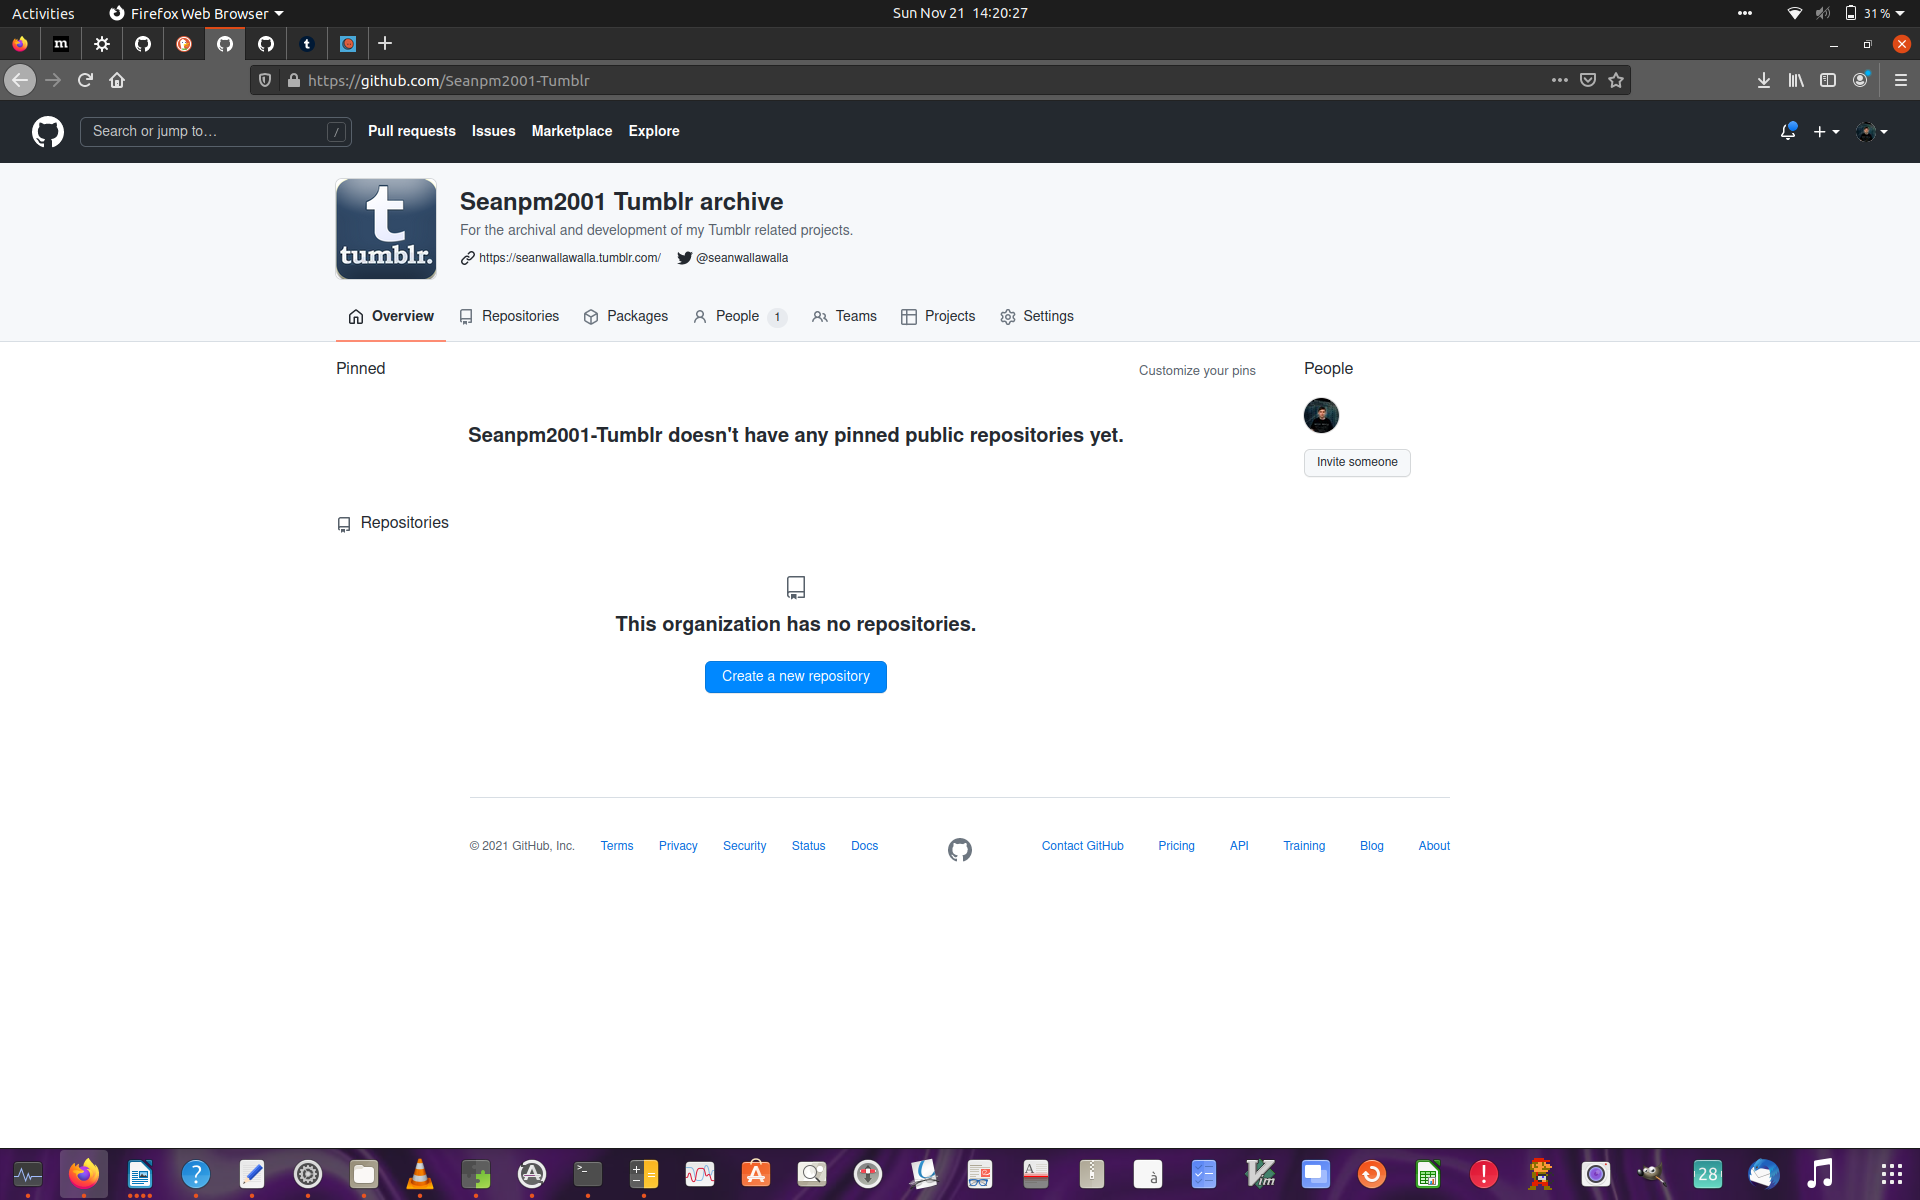 Activities
Firefox Web Browser
Sun Nov 21 14:20:27
31%
m
t
https://github.com/Seanpm2001-Tumblr
Search or jump to…
/
Pull requests
Issues
Marketplace
Explore
t
tumblr.
Seanpm2001 Tumblr archive
For the archival and development of my Tumblr related projects.
https://seanwallawalla.tumblr.com/
@seanwallawalla
Overview
Repositories
Packages
People 1
Teams
Projects
Settings
Pinned
Customize your pins
People
Seanpm2001-Tumblr doesn't have any pinned public repositories yet.
Invite someone
Repositories
This organization has no repositories.
Create a new repository
© 2021 GitHub, Inc.
Terms
Privacy
Security
Status
Docs
Contact GitHub
Pricing
API
Training
Blog
About
?
>_
A
à
Vim
!
28